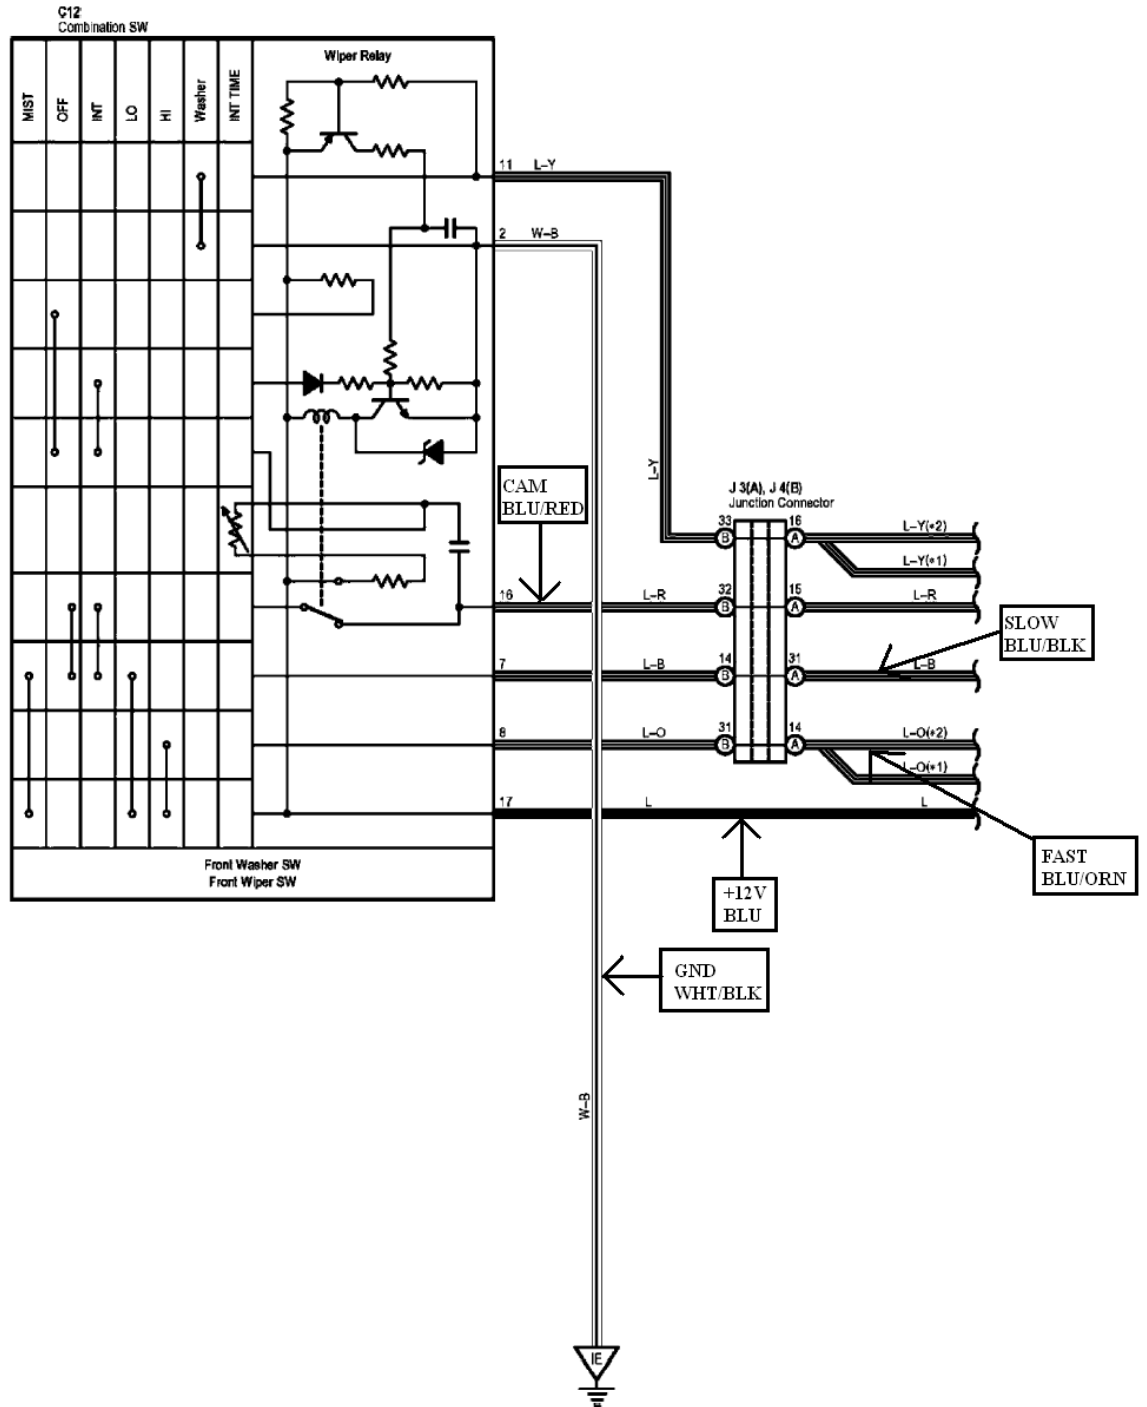 C12
Combination SW
MIST
OFF
INT
LO
HI
Washer
INT TIME
Wiper Relay
11 L-Y
2 W-B
L-Y
CAM
BLU/RED
J 3(A), J 4(B)
Junction Connector
33 16 L-Y(*2)
B A
L-Y(*1)
16 L-R 32 15 L-R
B A
SLOW
BLU/BLK
7 L-B 14 31 L-B
B A
8 L-O 31 14 L-O(*2)
B A
L-O(*1)
17 L L
Front Washer SW
Front Wiper SW
FAST
BLU/ORN
+12V
BLU
GND
WHT/BLK
W-B
IE